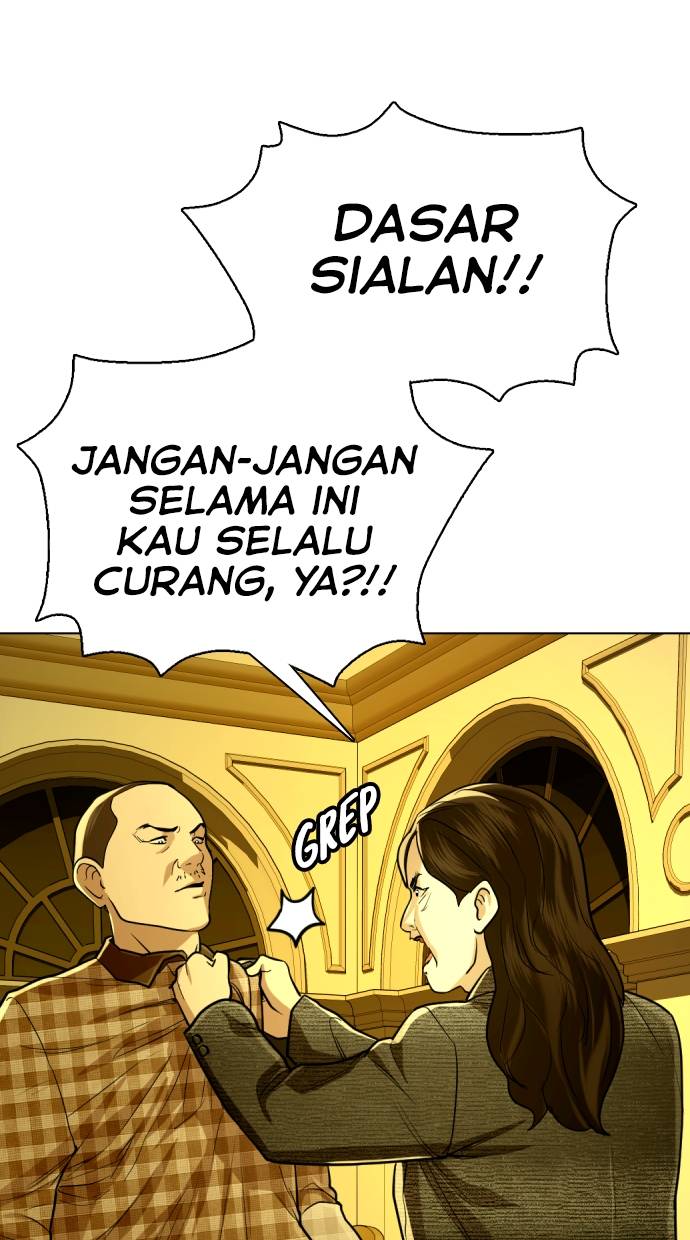 DASAR
SIALAN!!
JANGAN-JANGAN
SELAMA INI
KAU SELALU
CURANG, YA?!!
GREP